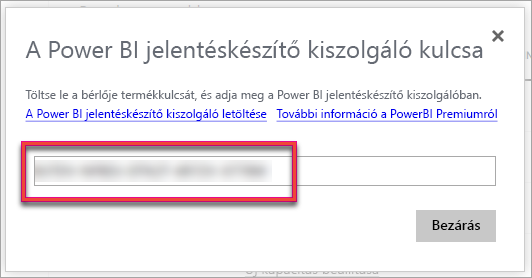 A Power BI jelentéskészítő kiszolgáló kulcsa
Töltse le a bérlője termékkulcsát, és adja meg a Power BI jelentéskészítő kiszolgálóban.
A Power BI jelentéskészítő kiszolgáló letöltése További információ a PowerBI Premiumról
Bezárás